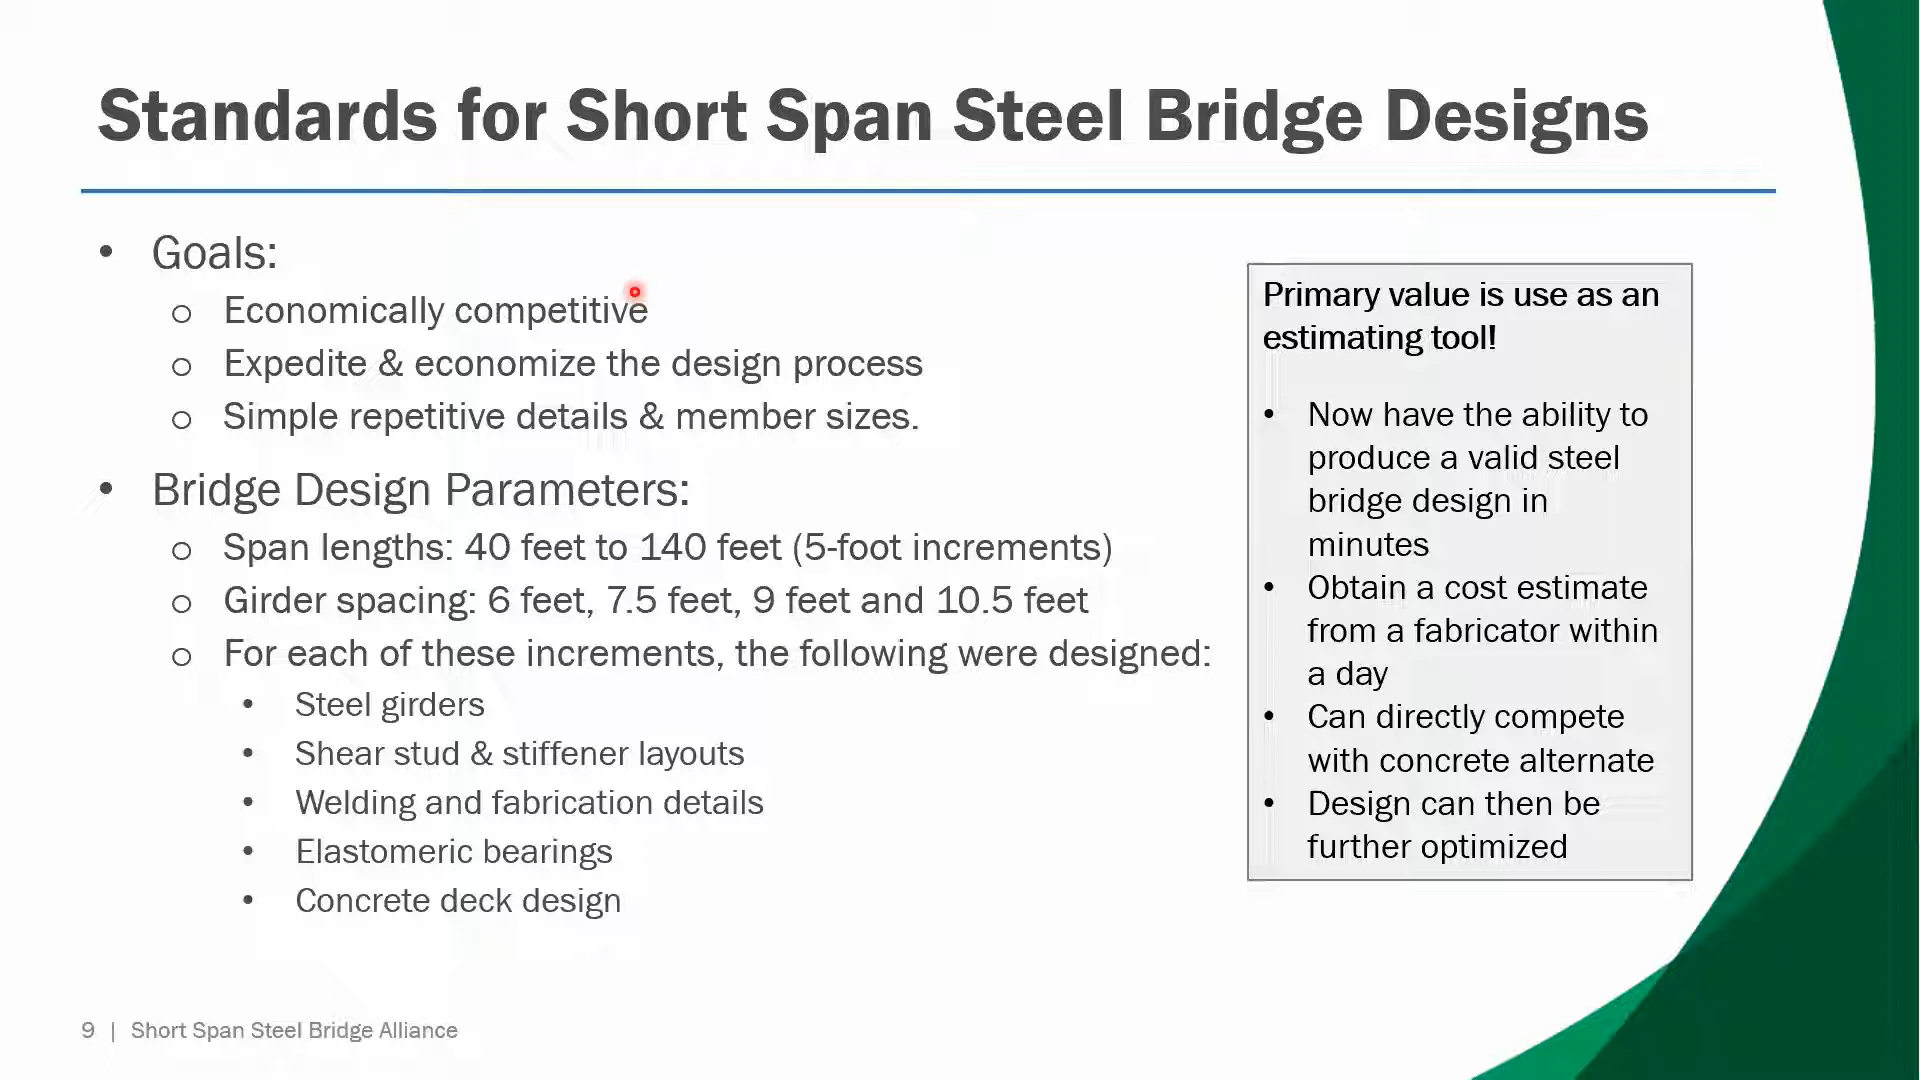 Standards for Short Span Steel Bridge Designs
• Goals:
o Economically competitive
o Expedite & economize the design process
o Simple repetitive details & member sizes.
• Bridge Design Parameters:
o Span lengths: 40 feet to 140 feet (5-foot increments)
o Girder spacing: 6 feet, 7.5 feet, 9 feet and 10.5 feet
o For each of these increments, the following were designed:
• Steel girders
• Shear stud & stiffener layouts
• Welding and fabrication details
• Elastomeric bearings
• Concrete deck design
Primary value is use as an
estimating tool!
• Now have the ability to
produce a valid steel
bridge design in
minutes
• Obtain a cost estimate
from a fabricator within
a day
• Can directly compete
with concrete alternate
• Design can then be
further optimized
9 | Short Span Steel Bridge Alliance